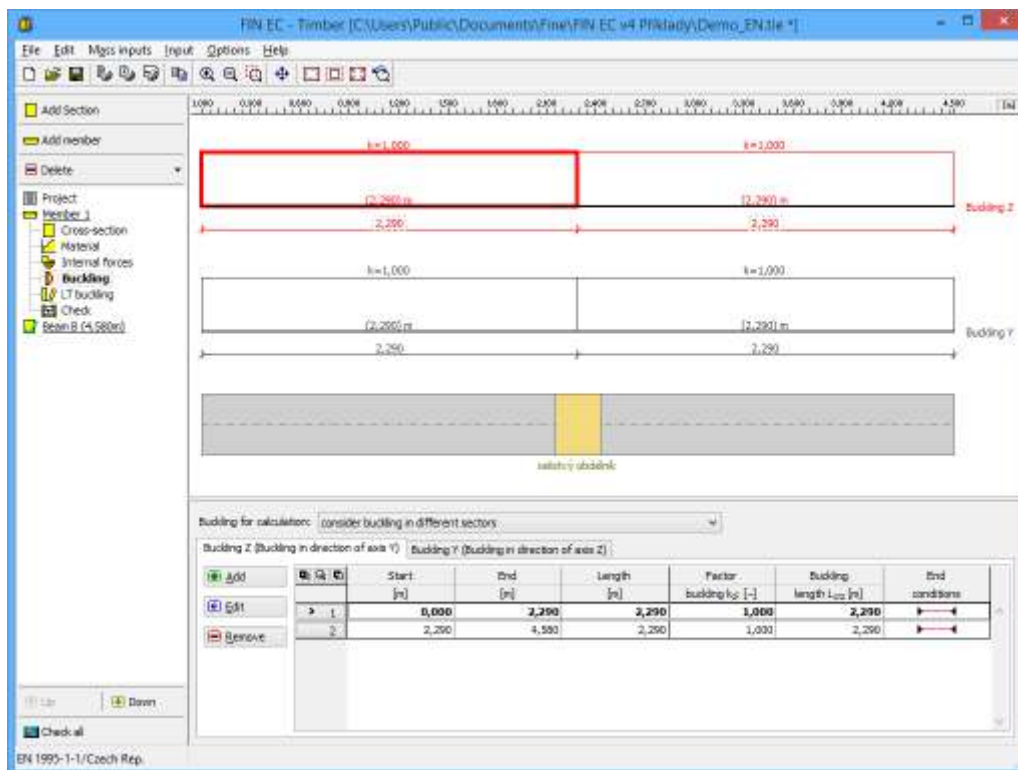 FIN EC - Timber [C:\Users\Public\Documents\Fine\FIN EC v4 Příklady\Demo_EN.tle *]
File Edit Mass inputs Input Options Help
Add Section
Add member
Delete
Project
Member 1
Cross-section
Material
Internal forces
Buckling
LT buckling
Check
Beam B (4,580m)
[m]
k=1,000 k=1,000
(2,290) m (2,290) m
Buckling Z
2,290 2,290
k=1,000 k=1,000
(2,290) m (2,290) m
Buckling Y
2,290 2,290
Buckling for calculation: consider buckling in different sectors
Buckling Z (Buckling in direction of axis Y) Buckling Y (Buckling in direction of axis Z)
Add
Edit
Remove
Start End Length Factor Buckling End
[m] [m] [m] buckling [-] length [m] conditions
1 0,000 2,290 2,290 1,000 2,290
2 2,290 4,580 2,290 1,000 2,290
Up Down
Check all
EN 1995-1-1/Czech Rep.